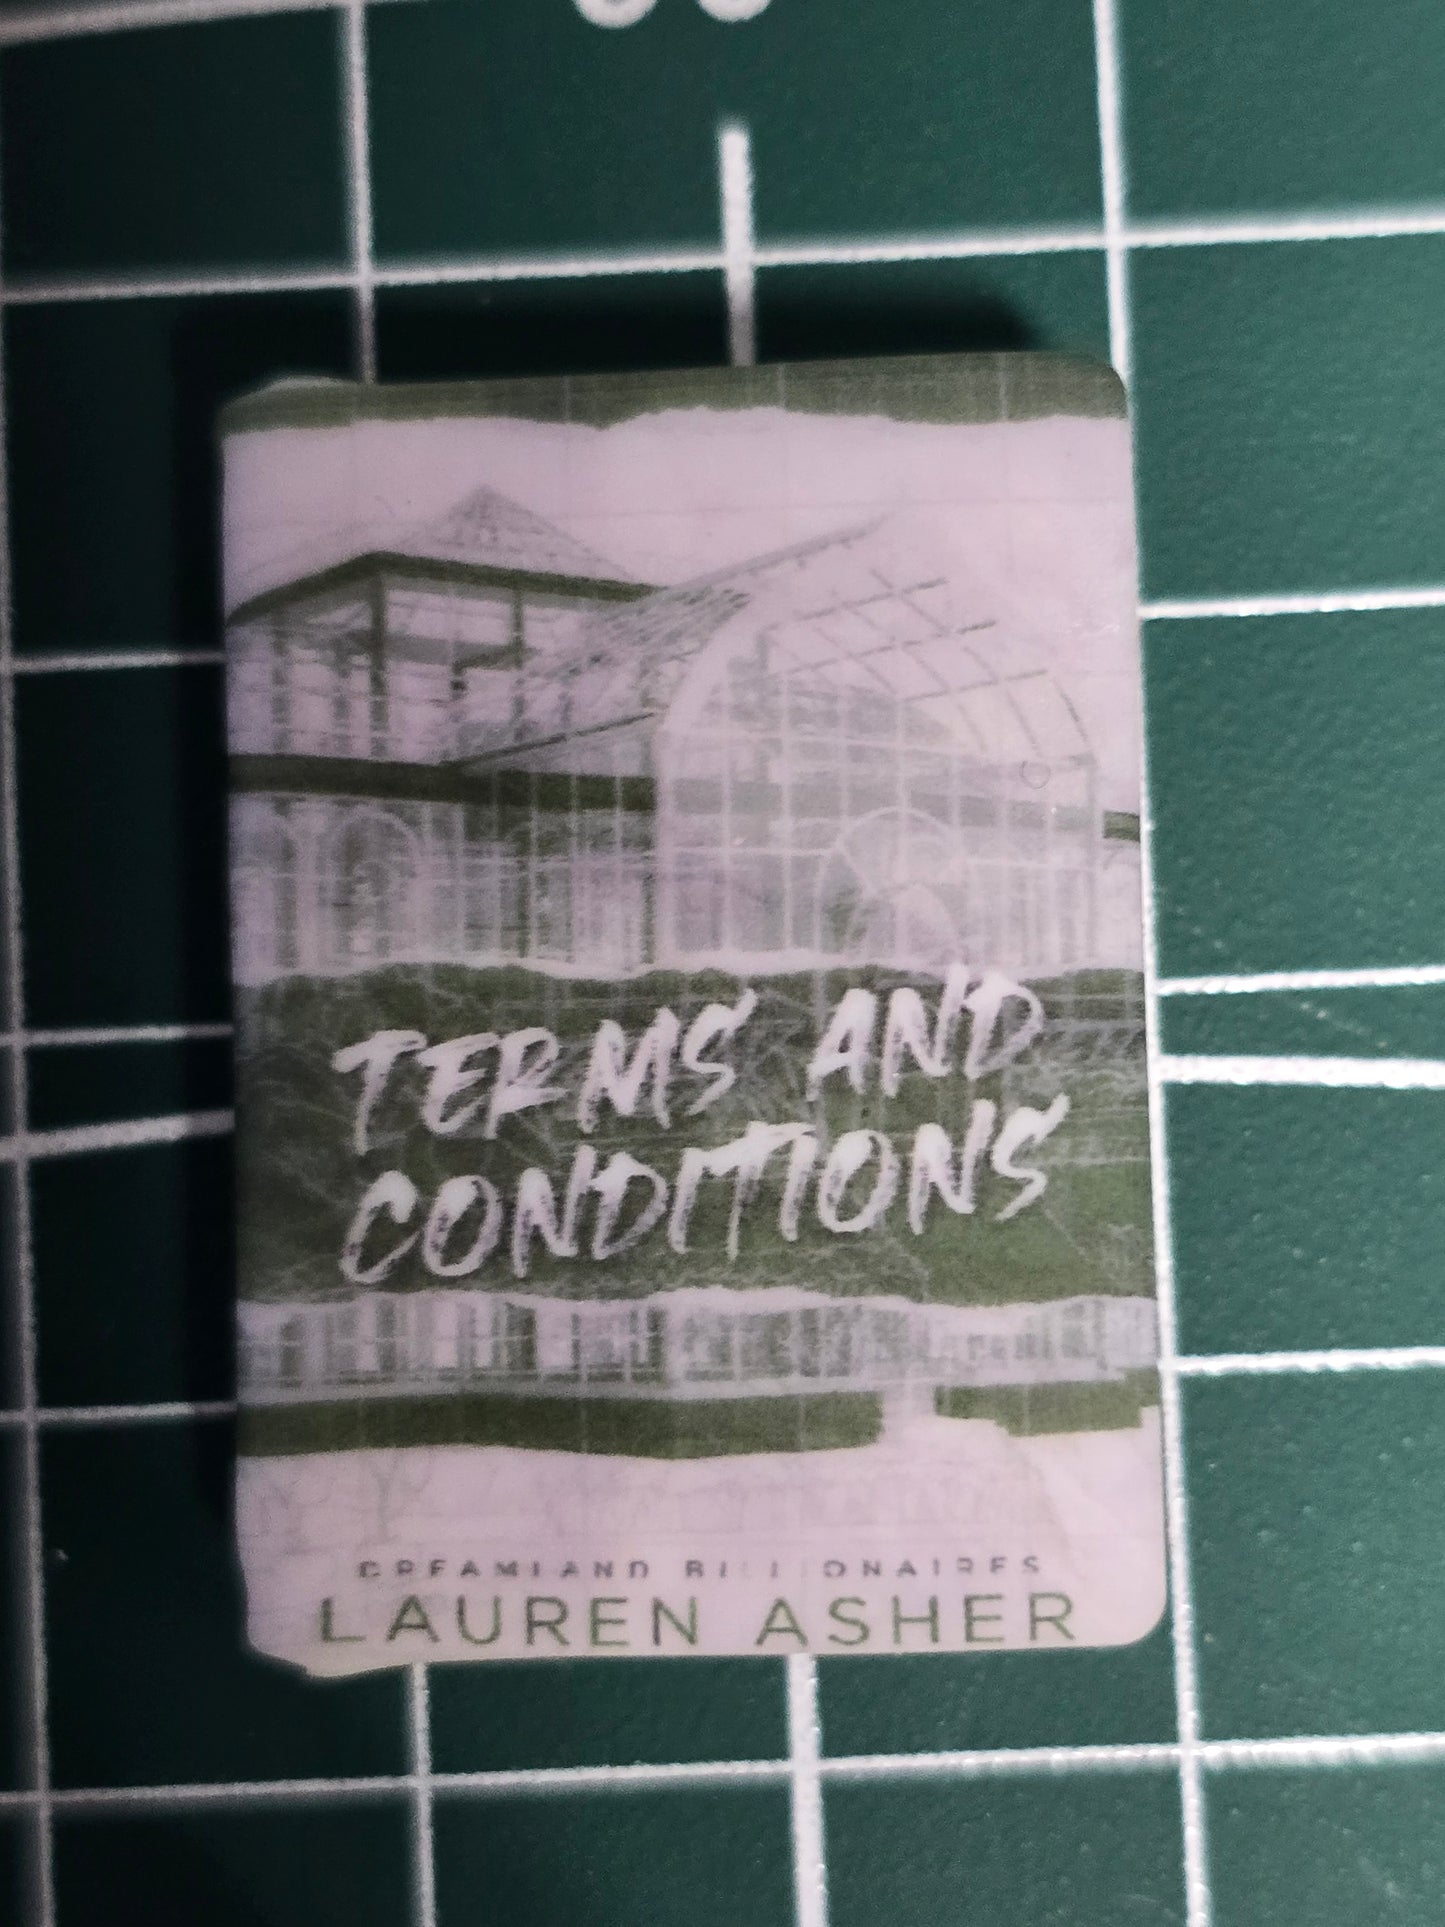 TERMS AND
CONDITIONS
DREAMLAND BILLIONAIRES
LAUREN ASHER